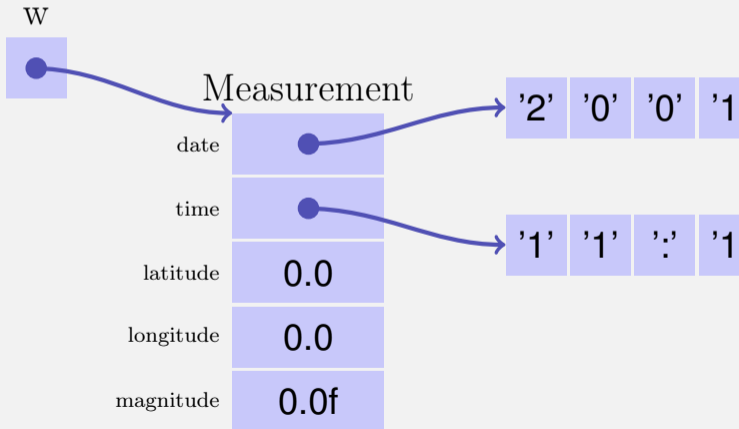 w
Measurement
date
'2' '0' '0' '1
time
'1' '1' ':' '1
latitude 0.0
longitude 0.0
magnitude 0.0f